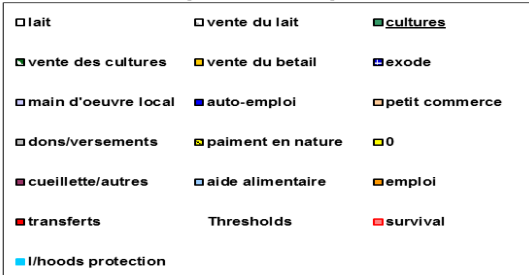 lait vente du lait cultures
vente des cultures vente du betail exode
main d'oeuvre local auto-emploi petit commerce
dons/versements paiment en nature 0
cueillette/autres aide alimentaire emploi
transferts Thresholds survival
l/hoods protection